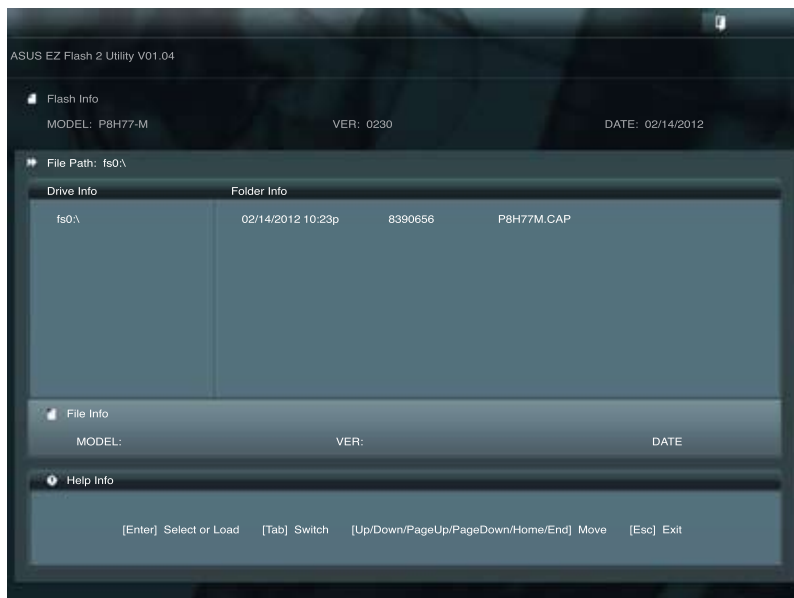 ASUS EZ Flash 2 Utility V01.04
Flash Info
MODEL: P8H77-M VER: 0230 DATE: 02/14/2012
File Path: fs0:\
Drive Info Folder Info
fs0:\ 02/14/2012 10:23p 8390656 P8H77M.CAP
File Info
MODEL: VER: DATE
Help Info
[Enter] Select or Load [Tab] Switch [Up/Down/PageUp/PageDown/Home/End] Move [Esc] Exit